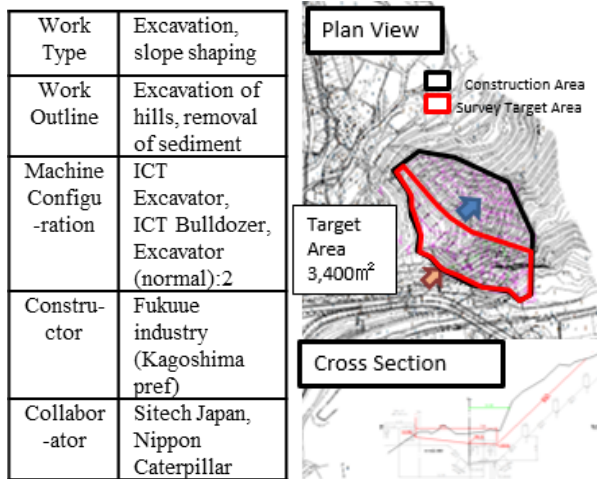 Work Type
Excavation, slope shaping
Work Outline
Excavation of hills, removal of sediment
Machine Configu -ration
ICT Excavator, ICT Bulldozer, Excavator (normal):2
Constru- ctor
Fukuue industry (Kagoshima pref)
Collabor -ator
Sitech Japan, Nippon Caterpillar
Plan View
Construction Area
Survey Target Area
Target Area 3,400m²
Cross Section